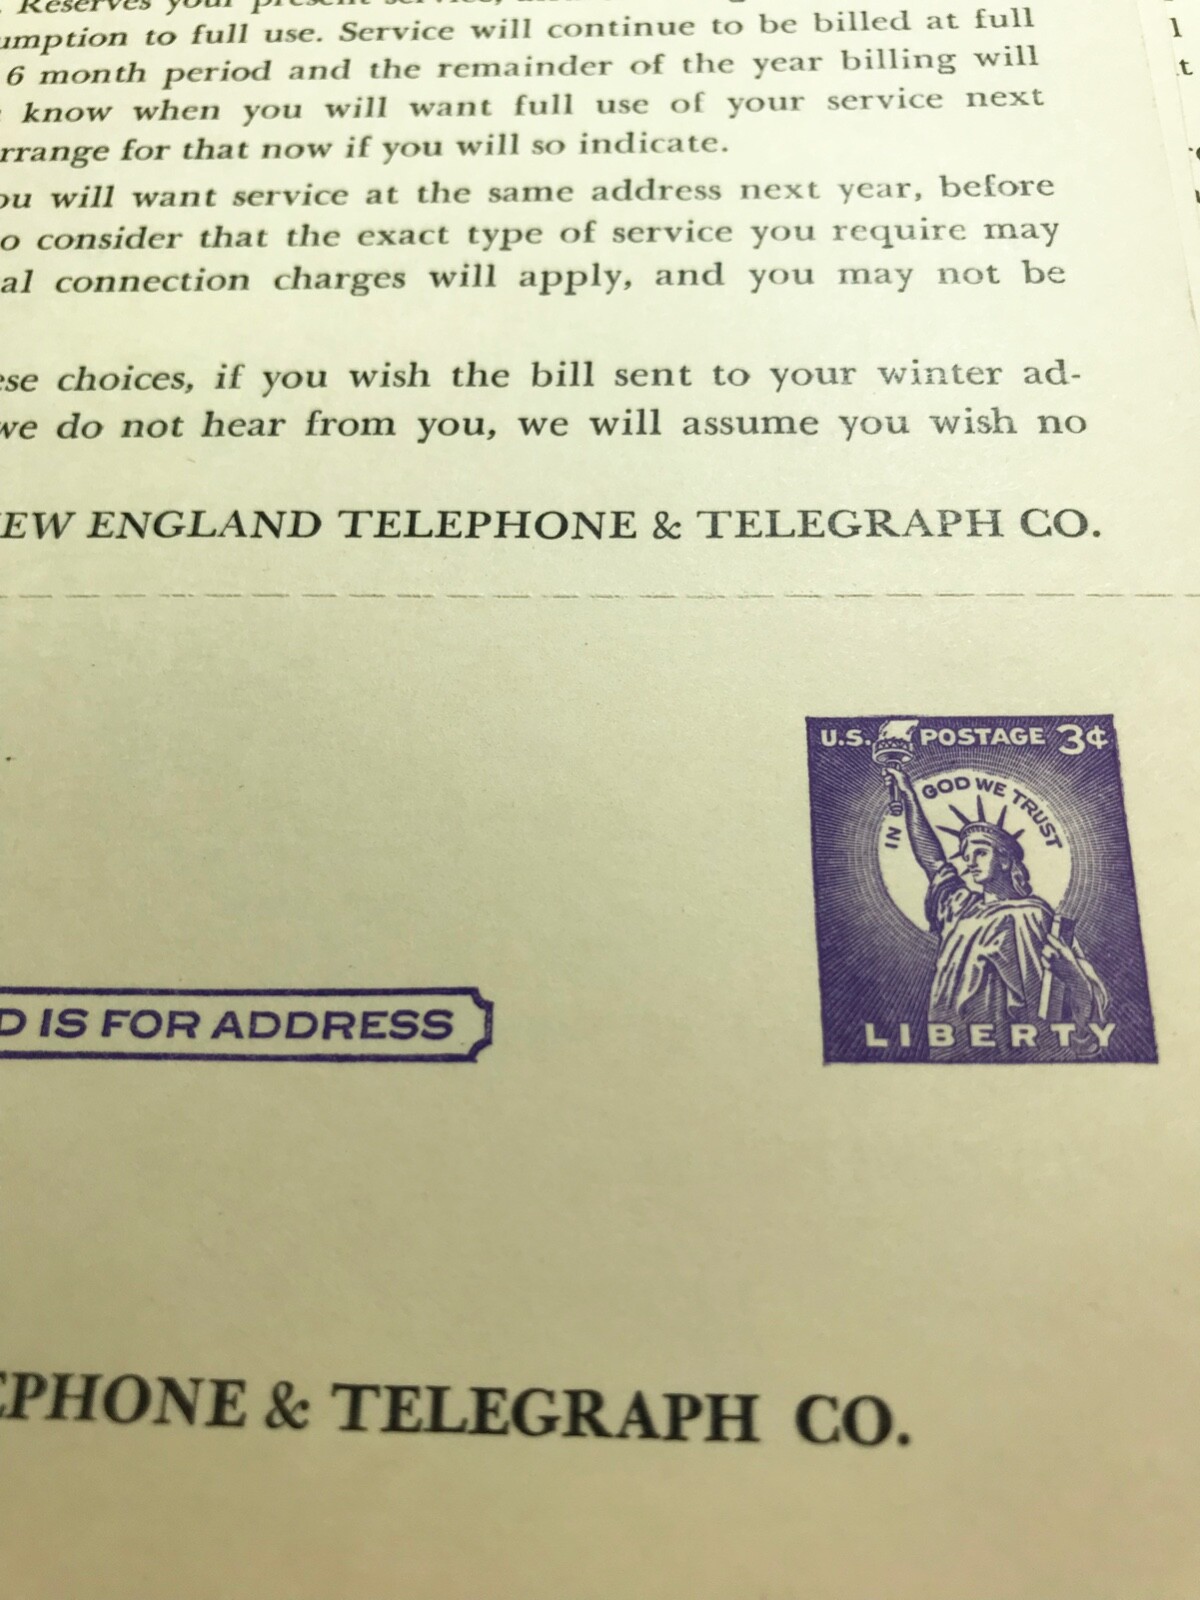 Reserves your present service,
umption to full use. Service will continue to be billed at full
6 month period and the remainder of the year billing will
know when you will want full use of your service next
rrange for that now if you will so indicate.
ou will want service at the same address next year, before
o consider that the exact type of service you require may
al connection charges will apply, and you may not be
ese choices, if you wish the bill sent to your winter ad-
we do not hear from you, we will assume you wish no
EW ENGLAND TELEPHONE & TELEGRAPH CO.
U.S. POSTAGE 3¢
IN GOD WE TRUST
LIBERTY
D IS FOR ADDRESS
EPHONE & TELEGRAPH CO.